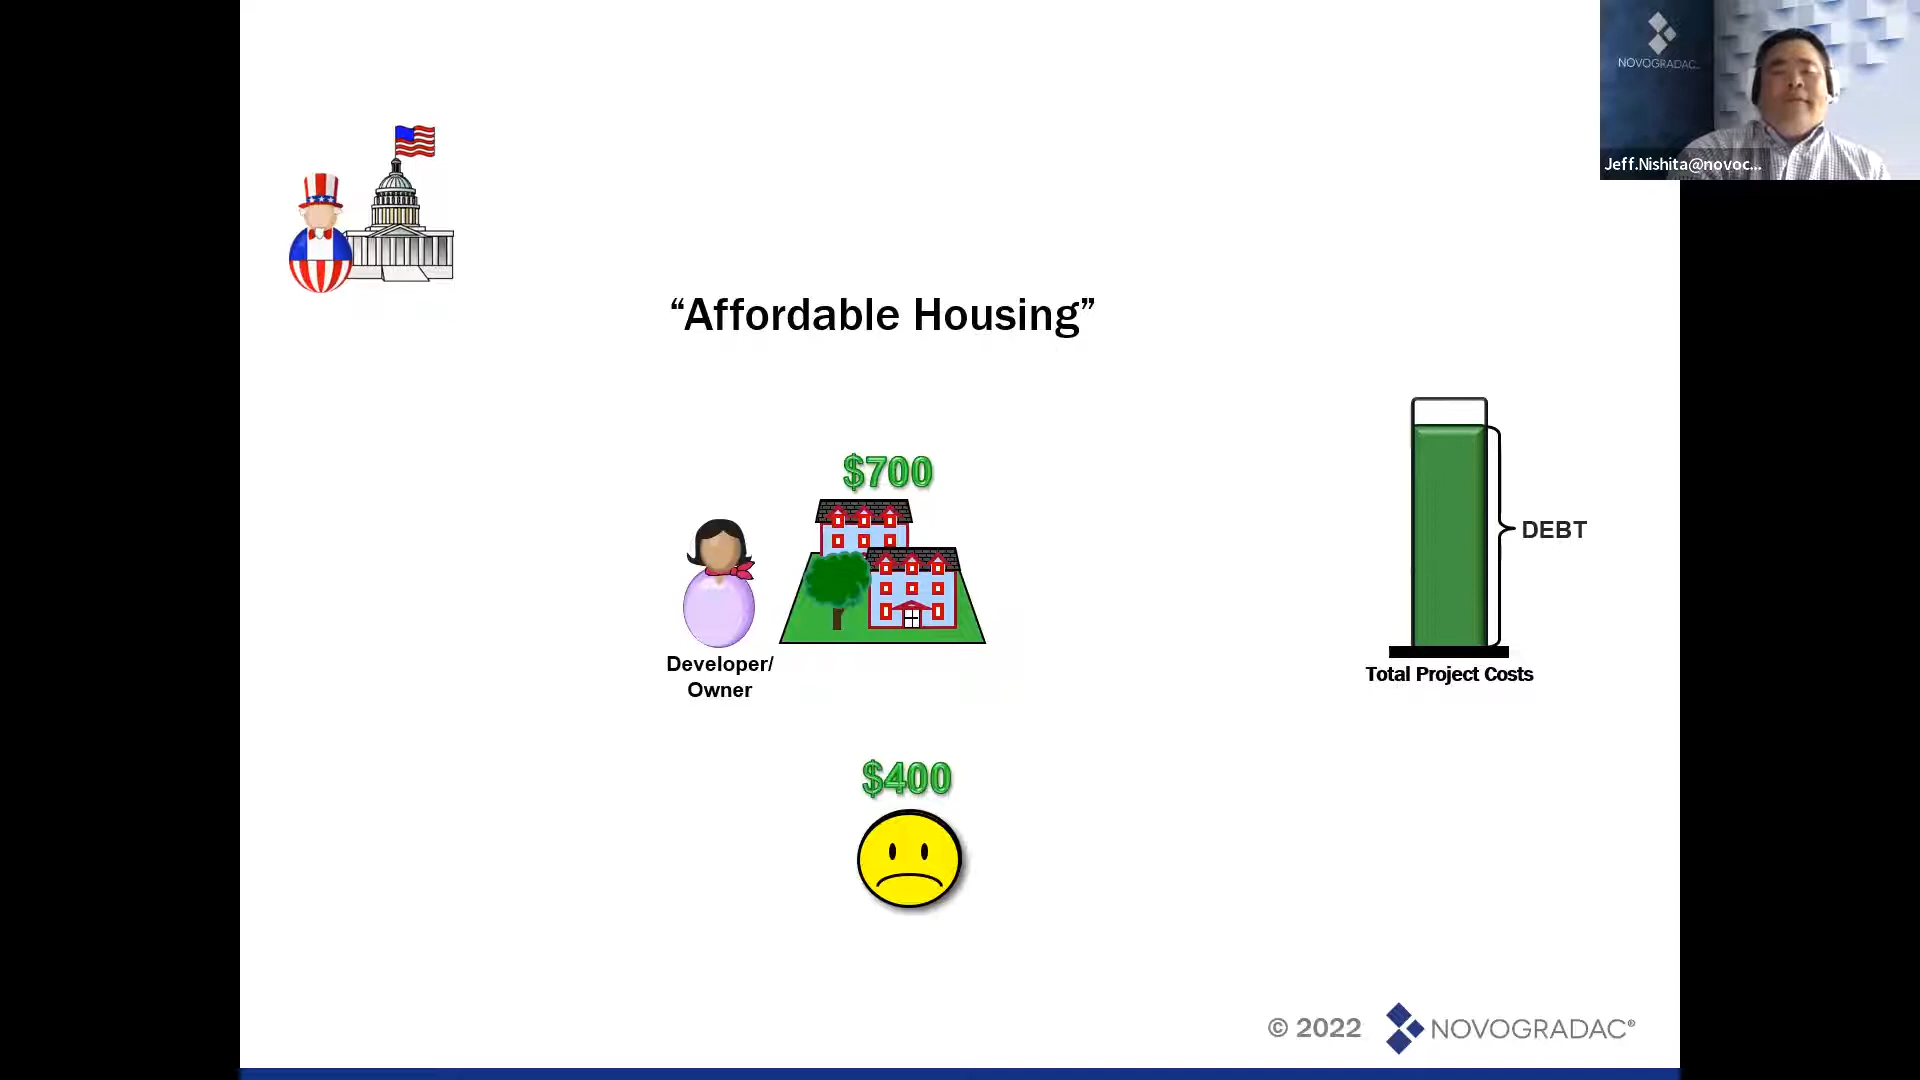 NOVOGRADAC
Jeff.Nishita@novoc...
“Affordable Housing”
$700
DEBT
Developer/
Owner
Total Project Costs
$400
© 2022
NOVOGRADAC®